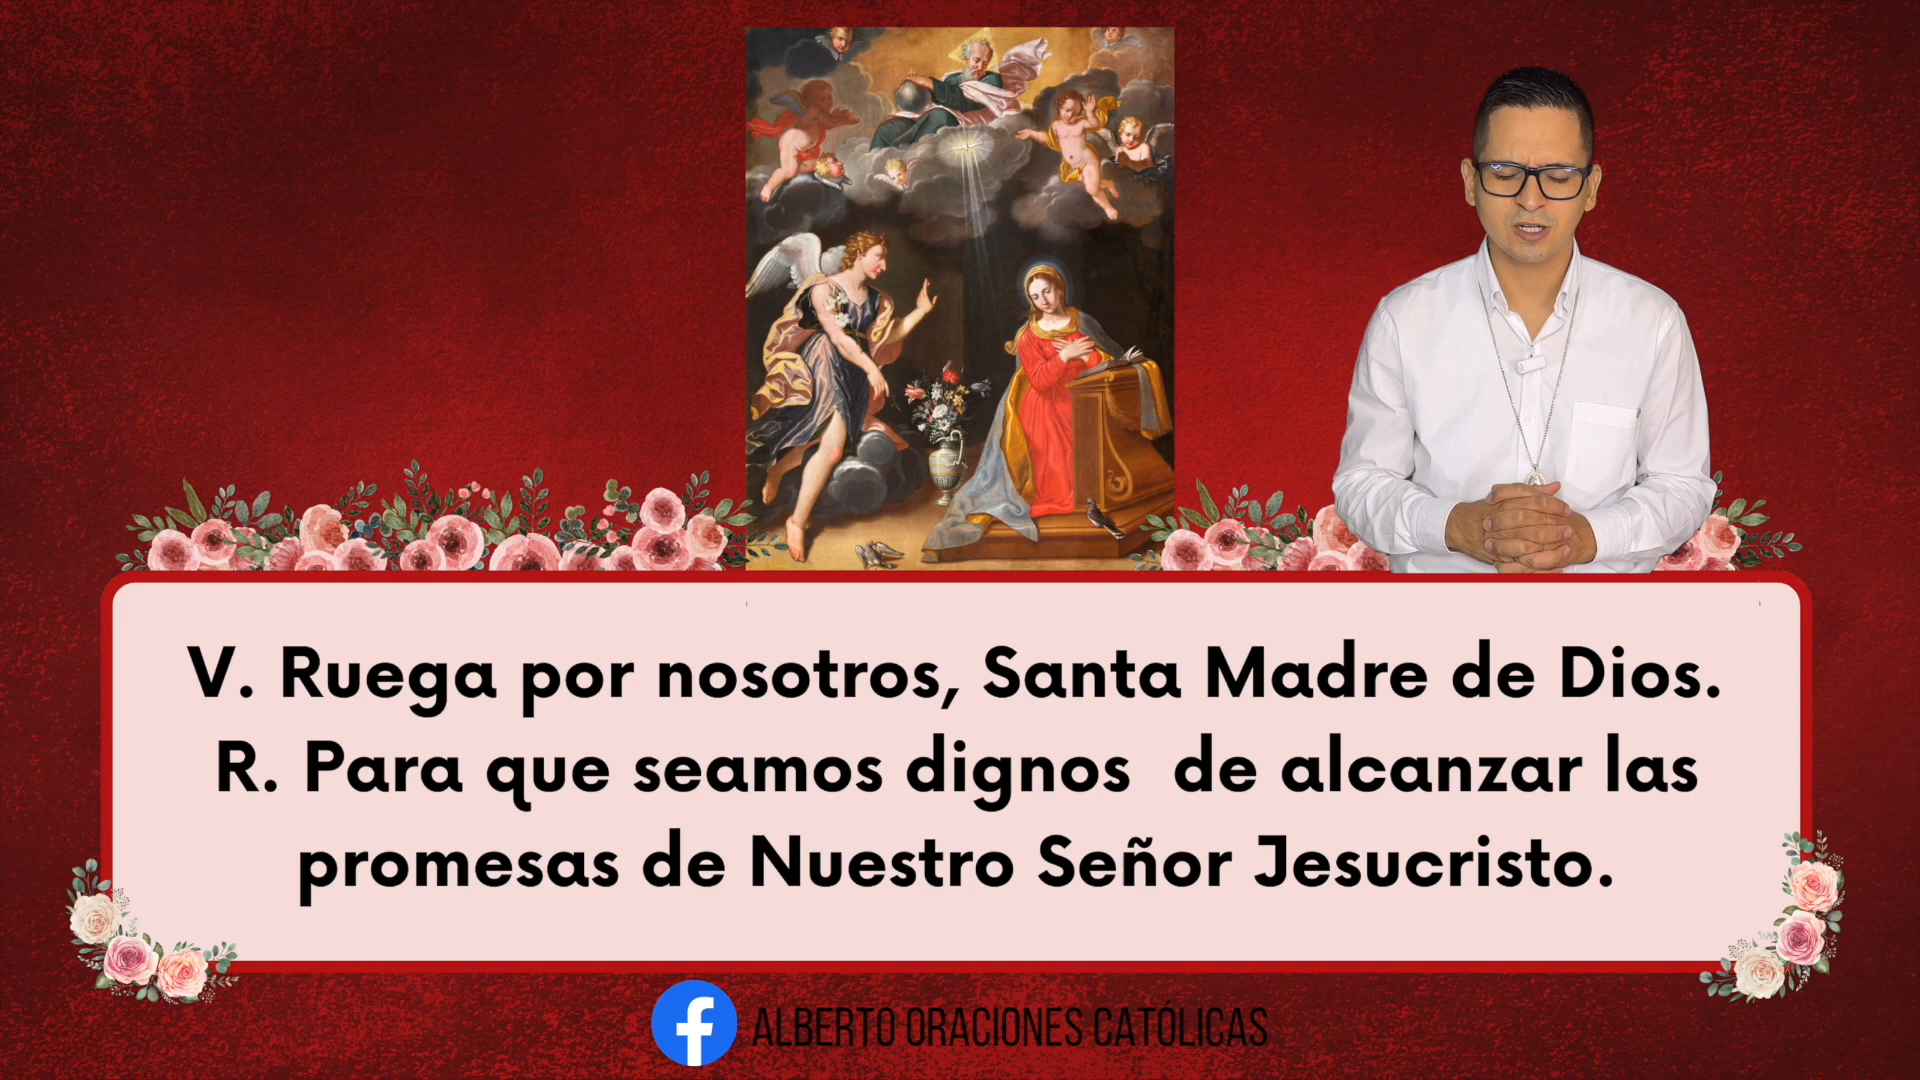 V. Ruega por nosotros, Santa Madre de Dios.
R. Para que seamos dignos  de alcanzar las
promesas de Nuestro Señor Jesucristo.
ALBERTO ORACIONES CATÓLICAS